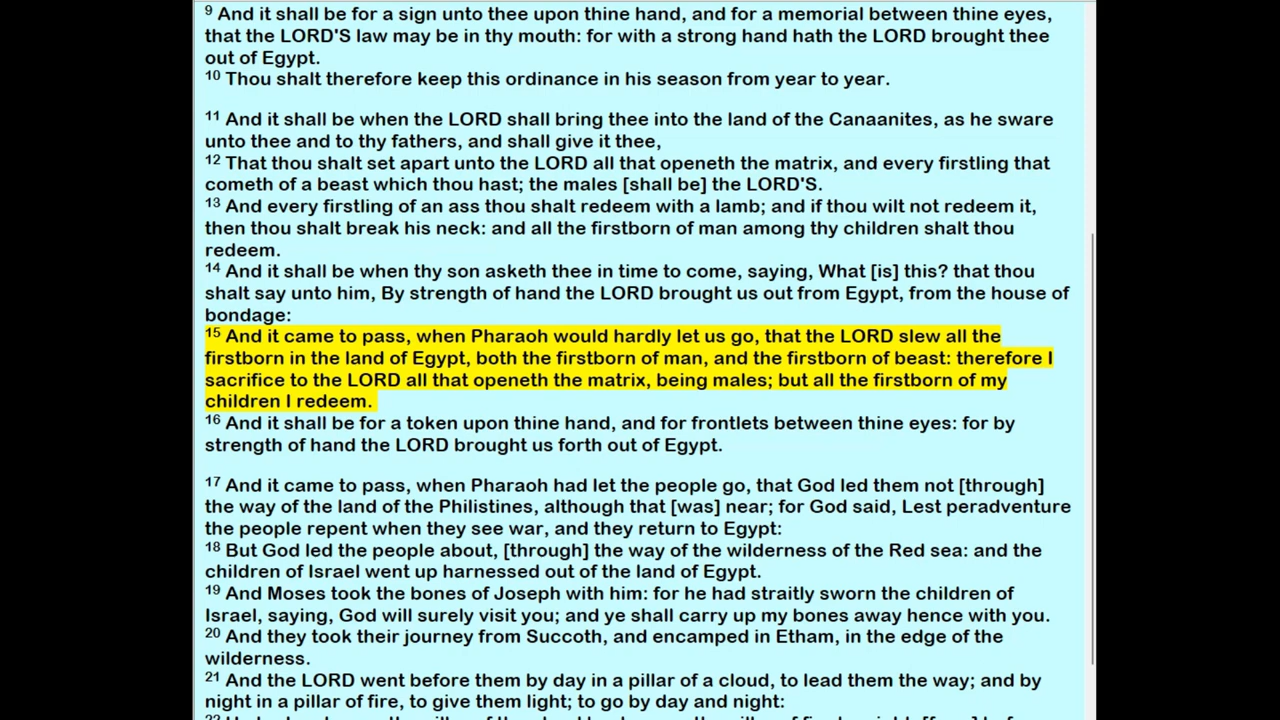 9 And it shall be for a sign unto thee upon thine hand, and for a memorial between thine eyes,
that the LORD'S law may be in thy mouth: for with a strong hand hath the LORD brought thee
out of Egypt.
10 Thou shalt therefore keep this ordinance in his season from year to year.
11 And it shall be when the LORD shall bring thee into the land of the Canaanites, as he sware
unto thee and to thy fathers, and shall give it thee,
12 That thou shalt set apart unto the LORD all that openeth the matrix, and every firstling that
cometh of a beast which thou hast; the males [shall be] the LORD'S.
13 And every firstling of an ass thou shalt redeem with a lamb; and if thou wilt not redeem it,
then thou shalt break his neck: and all the firstborn of man among thy children shalt thou
redeem.
14 And it shall be when thy son asketh thee in time to come, saying, What [is] this? that thou
shalt say unto him, By strength of hand the LORD brought us out from Egypt, from the house of
bondage:
15 And it came to pass, when Pharaoh would hardly let us go, that the LORD slew all the
firstborn in the land of Egypt, both the firstborn of man, and the firstborn of beast: therefore I
sacrifice to the LORD all that openeth the matrix, being males; but all the firstborn of my
children I redeem.
16 And it shall be for a token upon thine hand, and for frontlets between thine eyes: for by
strength of hand the LORD brought us forth out of Egypt.
17 And it came to pass, when Pharaoh had let the people go, that God led them not [through]
the way of the land of the Philistines, although that [was] near; for God said, Lest peradventure
the people repent when they see war, and they return to Egypt:
18 But God led the people about, [through] the way of the wilderness of the Red sea: and the
children of Israel went up harnessed out of the land of Egypt.
19 And Moses took the bones of Joseph with him: for he had straitly sworn the children of
Israel, saying, God will surely visit you; and ye shall carry up my bones away hence with you.
20 And they took their journey from Succoth, and encamped in Etham, in the edge of the
wilderness.
21 And the LORD went before them by day in a pillar of a cloud, to lead them the way; and by
night in a pillar of fire, to give them light; to go by day and night: